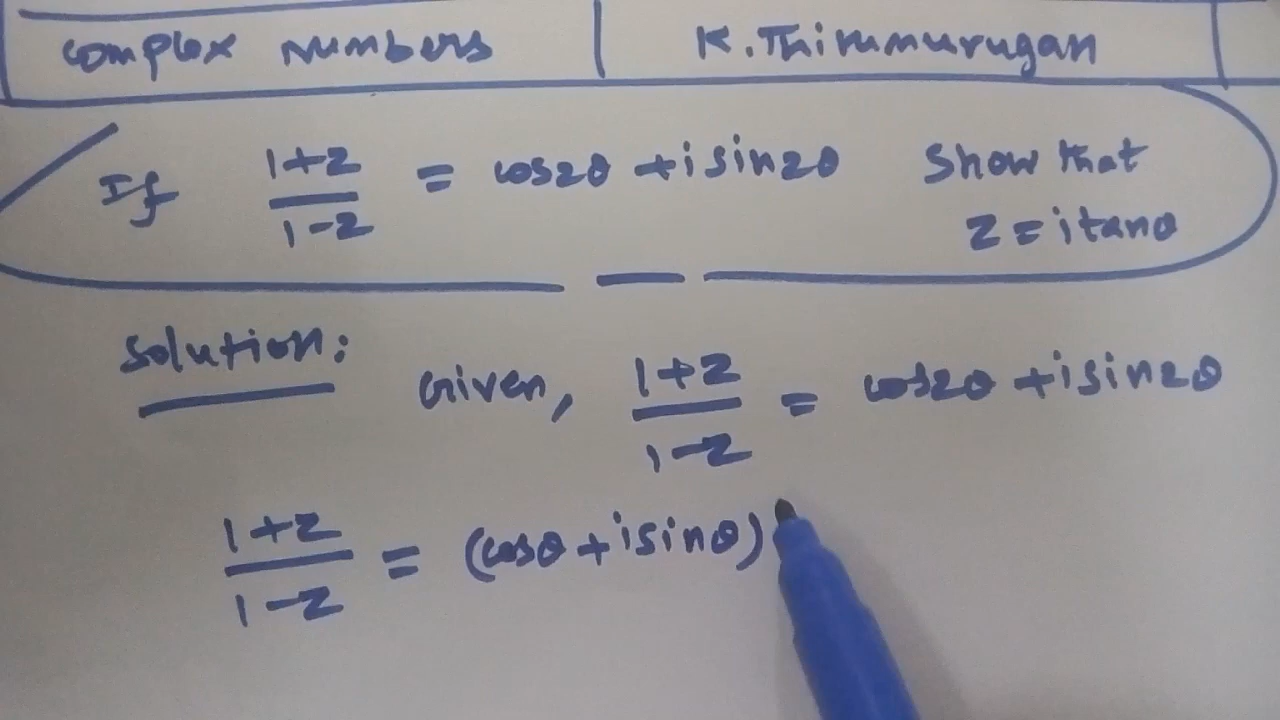 complex Numbers K.Thirumurugan
If 1+z/1-z = cos2θ + i sin2θ Show that
z = i tanθ
Solution:
Given, 1+z/1-z = cos2θ + i sin2θ
1+z/1-z = (cosθ + i sinθ)